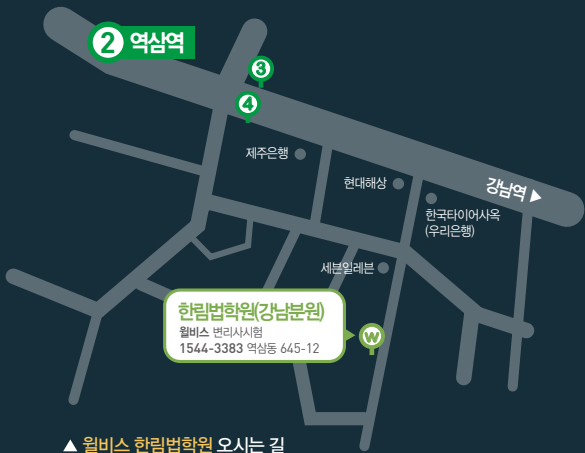 2 역삼역
3
4
제주은행
현대해상
강남역 ▶
한국타이어사옥
(우리은행)
세븐일레븐
한림법학원(강남분원)
윌비스 변리사시험
1544-3383 역삼동 645-12
W
▲ 윌비스 한림법학원 오시는 길